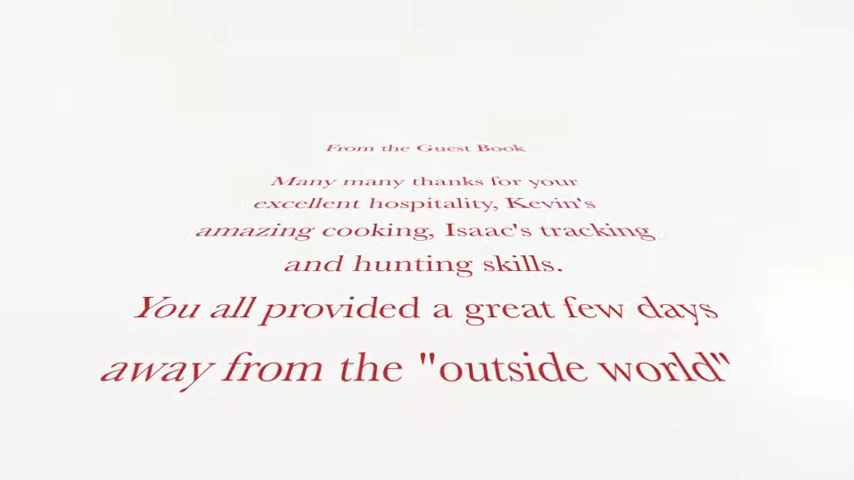 From the Guest Book
Many many thanks for your
excellent hospitality, Kevin's
amazing cooking, Isaac's tracking
and hunting skills.
You all provided a great few days
away from the "outside world"